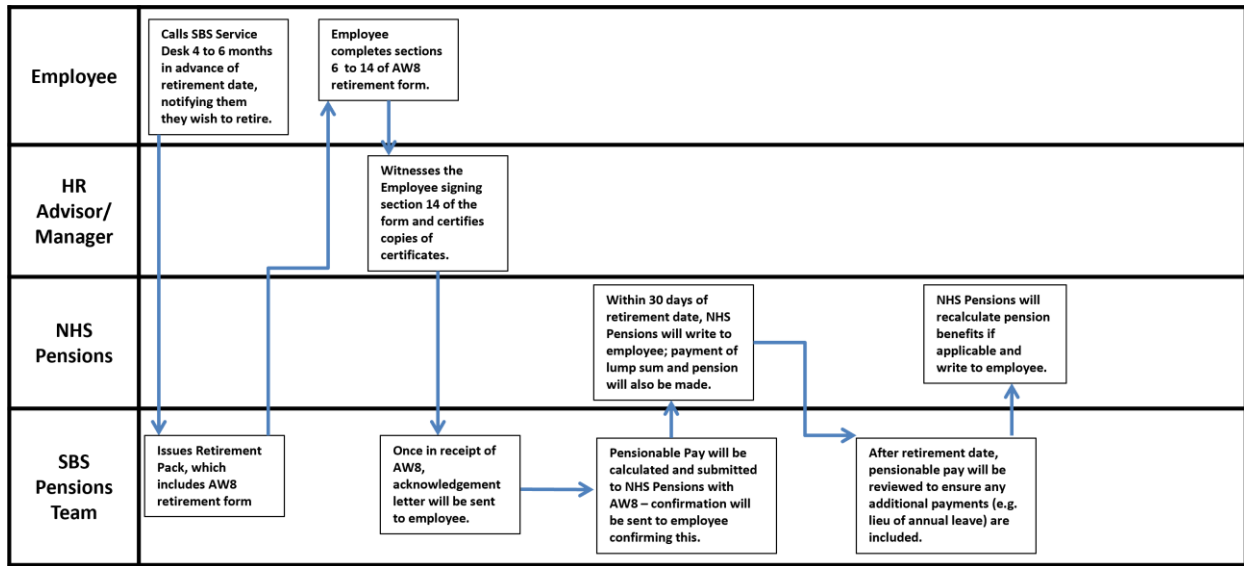 Employee
Calls SBS Service
Desk 4 to 6 months
in advance of
retirement date,
notifying them
they wish to retire.
Employee
completes sections
6 to 14 of AW8
retirement form.
HR
Advisor/
Manager
Witnesses the
Employee signing
section 14 of the
form and certifies
copies of
certificates.
NHS
Pensions
Within 30 days of
retirement date, NHS
Pensions will write to
employee; payment of
lump sum and pension
will also be made.
NHS Pensions will
recalculate pension
benefits if
applicable and
write to employee.
SBS
Pensions
Team
Issues Retirement
Pack, which
includes AW8
retirement form
Once in receipt of
AW8,
acknowledgement
letter will be sent
to employee.
Pensionable Pay will be
calculated and submitted
to NHS Pensions with
AW8 – confirmation will
be sent to employee
confirming this.
After retirement date,
pensionable pay will be
reviewed to ensure any
additional payments (e.g.
lieu of annual leave) are
included.